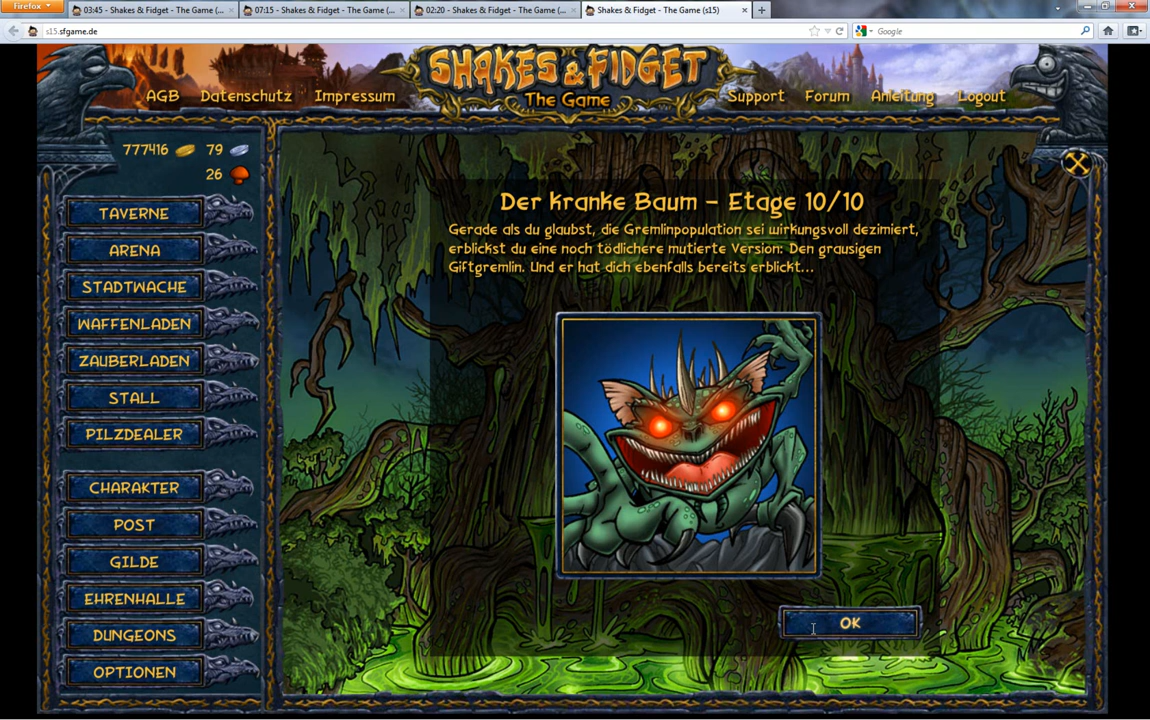 Firefox
03:45 - Shakes & Fidget - The Game (...
07:15 - Shakes & Fidget - The Game (...
02:20 - Shakes & Fidget - The Game (...
Shakes & Fidget - The Game (s15)
s15.sfgame.de
Google
SHAKES & FIDGET
The Game
AGB Datenschutz Impressum
Support Forum Anleitung Logout
777416 79
26
TAVERNE
ARENA
STADTWACHE
WAFFENLADEN
ZAUBERLADEN
STALL
PILZDEALER
CHARAKTER
POST
GILDE
EHRENHALLE
DUNGEONS
OPTIONEN
Der kranke Baum - Etage 10/10
Gerade als du glaubst, die Gremlinpopulation sei wirkungsvoll dezimiert,
erblickst du eine noch tödlichere mutierte Version: Den grausigen
Giftgremlin. Und er hat dich ebenfalls bereits erblickt...
OK